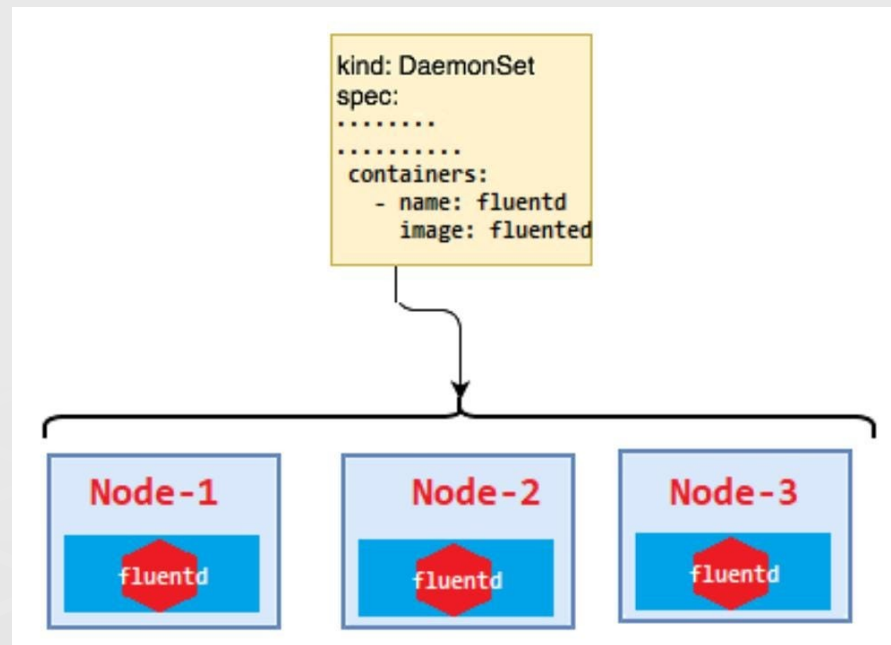 kind: DaemonSet
spec:
........
..........
containers:
- name: fluentd
image: fluented
Node-1
Node-2
Node-3
fluentd
fluentd
fluentd